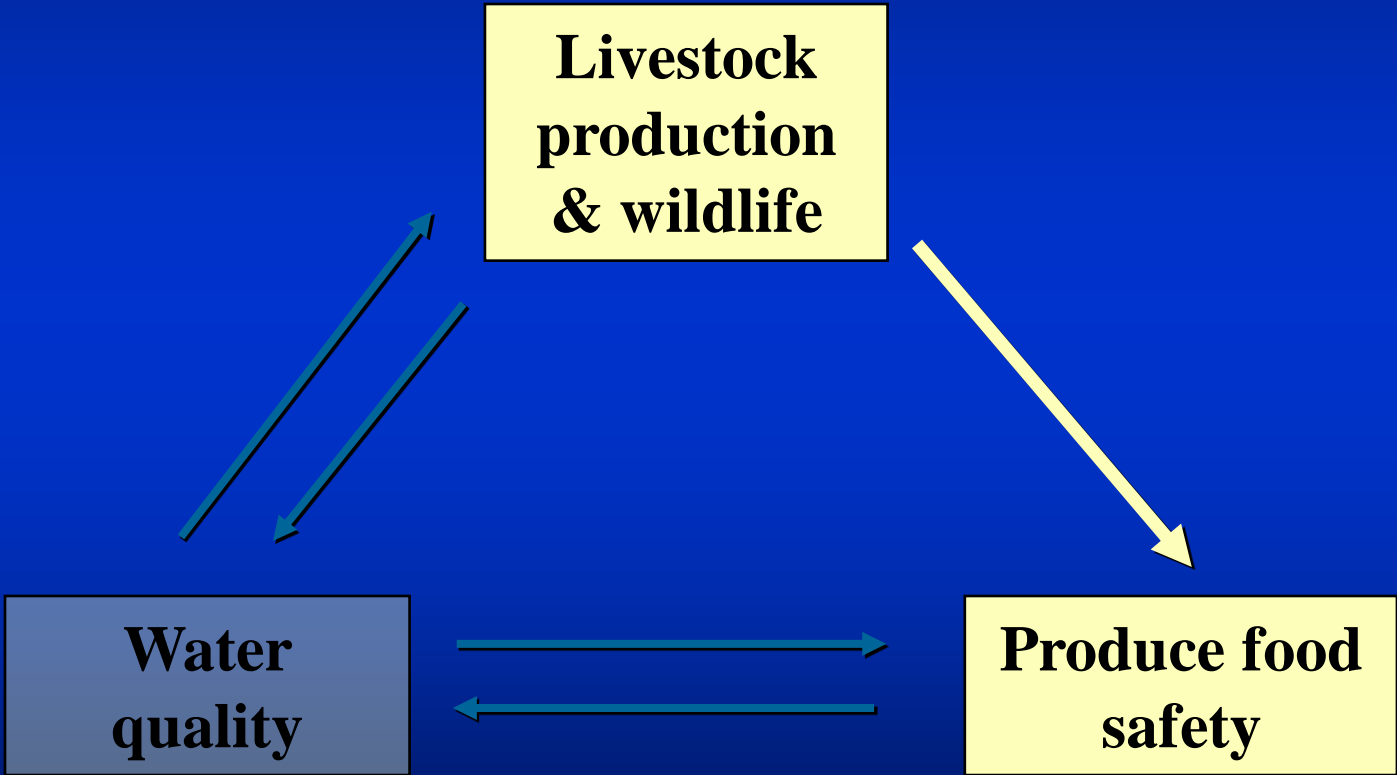 Livestock
production
& wildlife
Water
quality
Produce food
safety